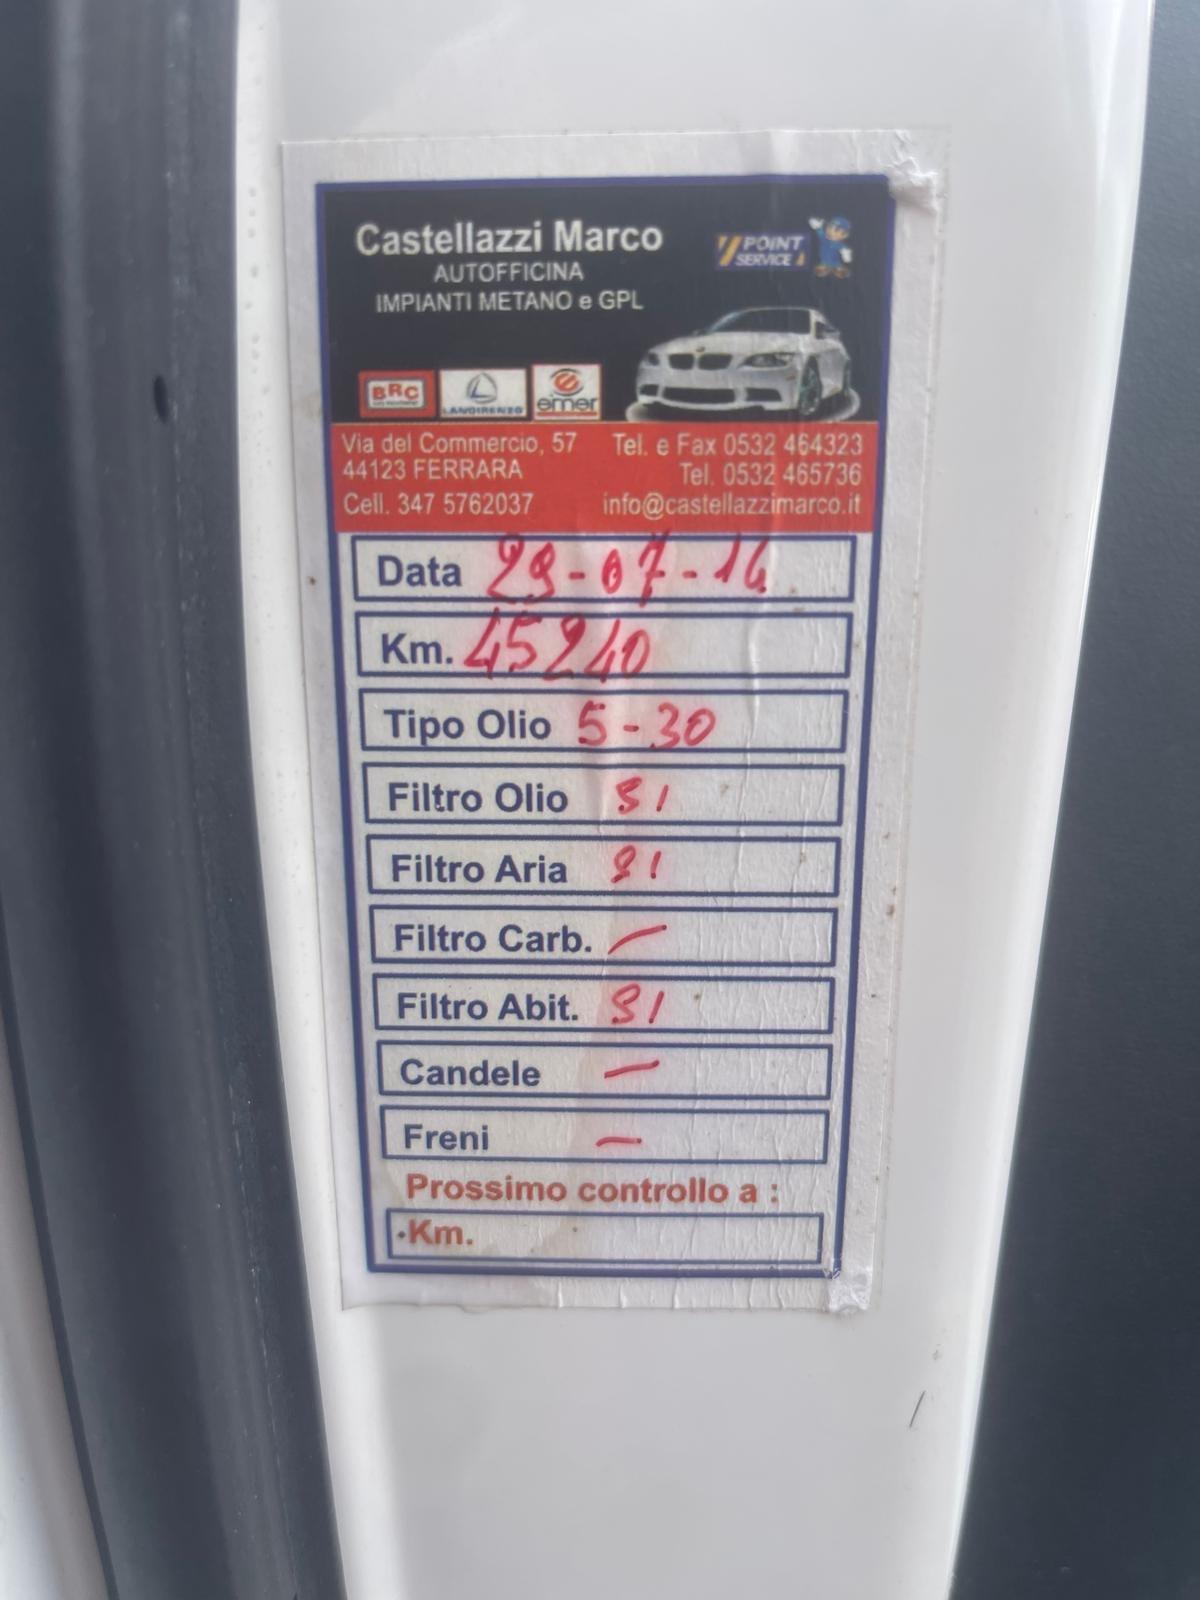 Castellazzi Marco
AUTOFFICINA
IMPIANTI METANO e GPL
POINT
SERVICE
BRC
LANDIRENZO
emer
Via del Commercio, 57
44123 FERRARA
Cell. 347 5762037
Tel. e Fax 0532 464323
Tel. 0532 465736
info@castellazzimarco.it
Data 29-07-16
Km. 45240
Tipo Olio 5-30
Filtro Olio SI
Filtro Aria SI
Filtro Carb. —
Filtro Abit. SI
Candele —
Freni —
Prossimo controllo a :
Km.